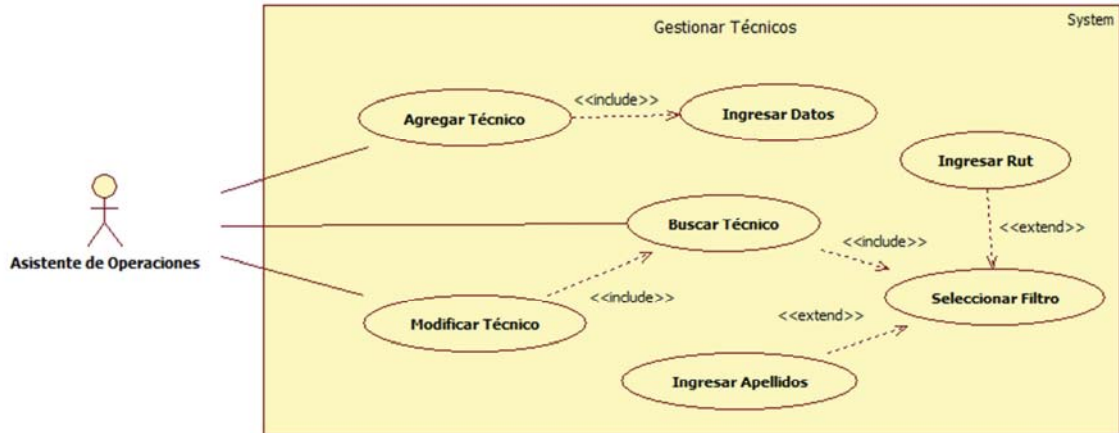 System
Gestionar Técnicos
Agregar Técnico
<<include>>
Ingresar Datos
Ingresar Rut
Buscar Técnico
<<include>>
<<extend>>
Asistente de Operaciones
Modificar Técnico
<<include>>
Seleccionar Filtro
<<extend>>
Ingresar Apellidos